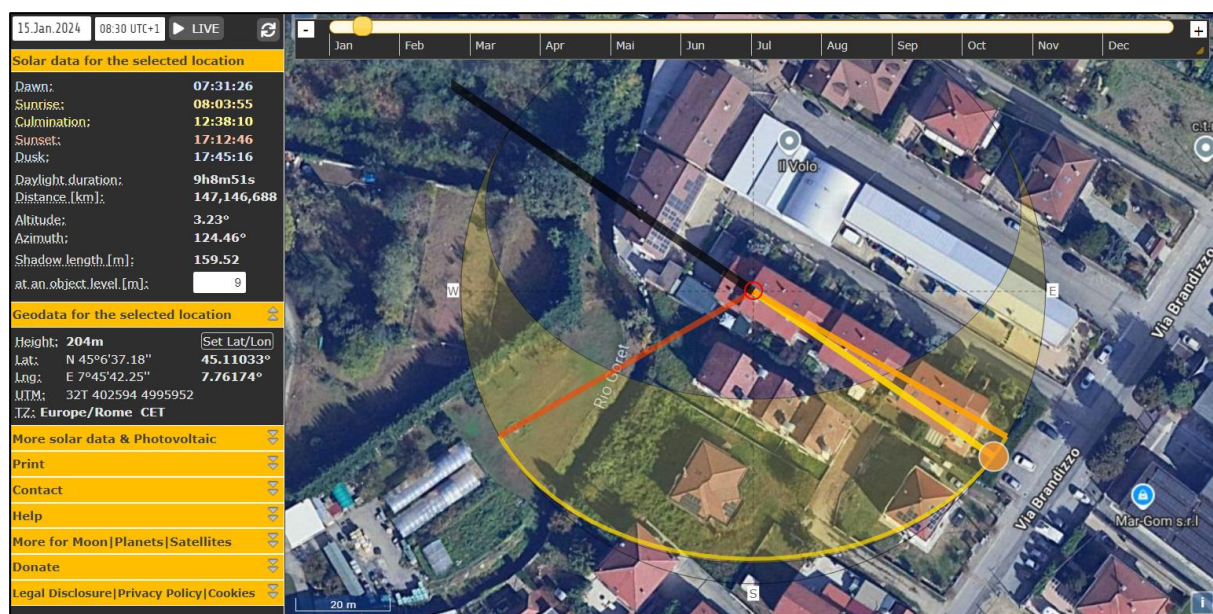 15.Jan.2024 08:30 UTC+1 LIVE
Solar data for the selected location
Dawn: 07:31:26
Sunrise: 08:03:55
Culmination: 12:38:10
Sunset: 17:12:46
Dusk: 17:45:16
Daylight duration: 9h8m51s
Distance [km]: 147,146,688
Altitude: 3.23°
Azimuth: 124.46°
Shadow length [m]: 159.52
at an object level [m]: 9
Geodata for the selected location
Height: 204m Set Lat/Lon
Lat: N 45°6'37.18" 45.11033°
Lng: E 7°45'42.25" 7.76174°
UTM: 32T 402594 4995952
TZ: Europe/Rome CET
More solar data & Photovoltaic
Print
Contact
Help
More for Moon|Planets|Satellites
Donate
Legal Disclosure|Privacy Policy|Cookies
- +
Jan Feb Mar Apr Mai Jun Jul Aug Sep Oct Nov Dec
c.t.
Il Volo
W E
Via Brandizzo
Rio Goret
Via Brandizzo
Mar-Gom s.r.l
S
20 m
i